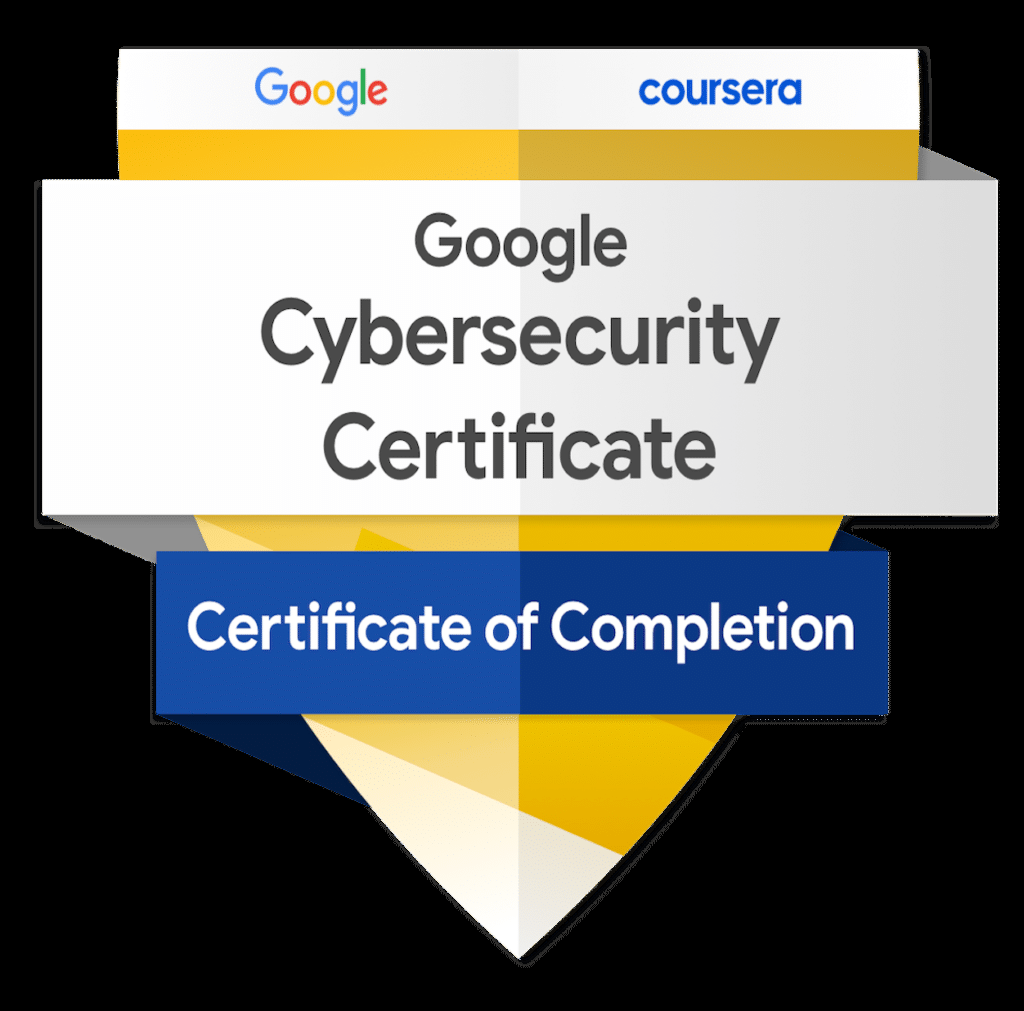 Google coursera
Google
Cybersecurity
Certificate
Certificate of Completion